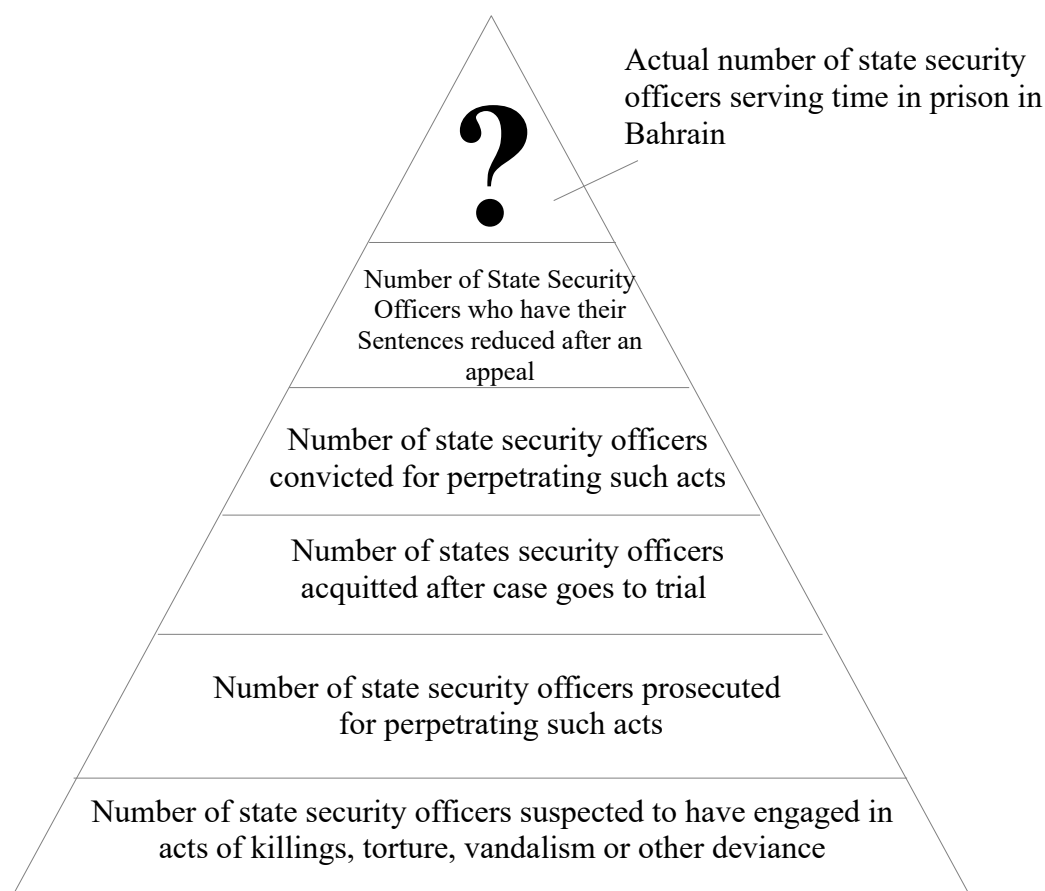 Actual number of state security
officers serving time in prison in
Bahrain
?
Number of State Security
Officers who have their
Sentences reduced after an
appeal
Number of state security officers
convicted for perpetrating such acts
Number of states security officers
acquitted after case goes to trial
Number of state security officers prosecuted
for perpetrating such acts
Number of state security officers suspected to have engaged in
acts of killings, torture, vandalism or other deviance